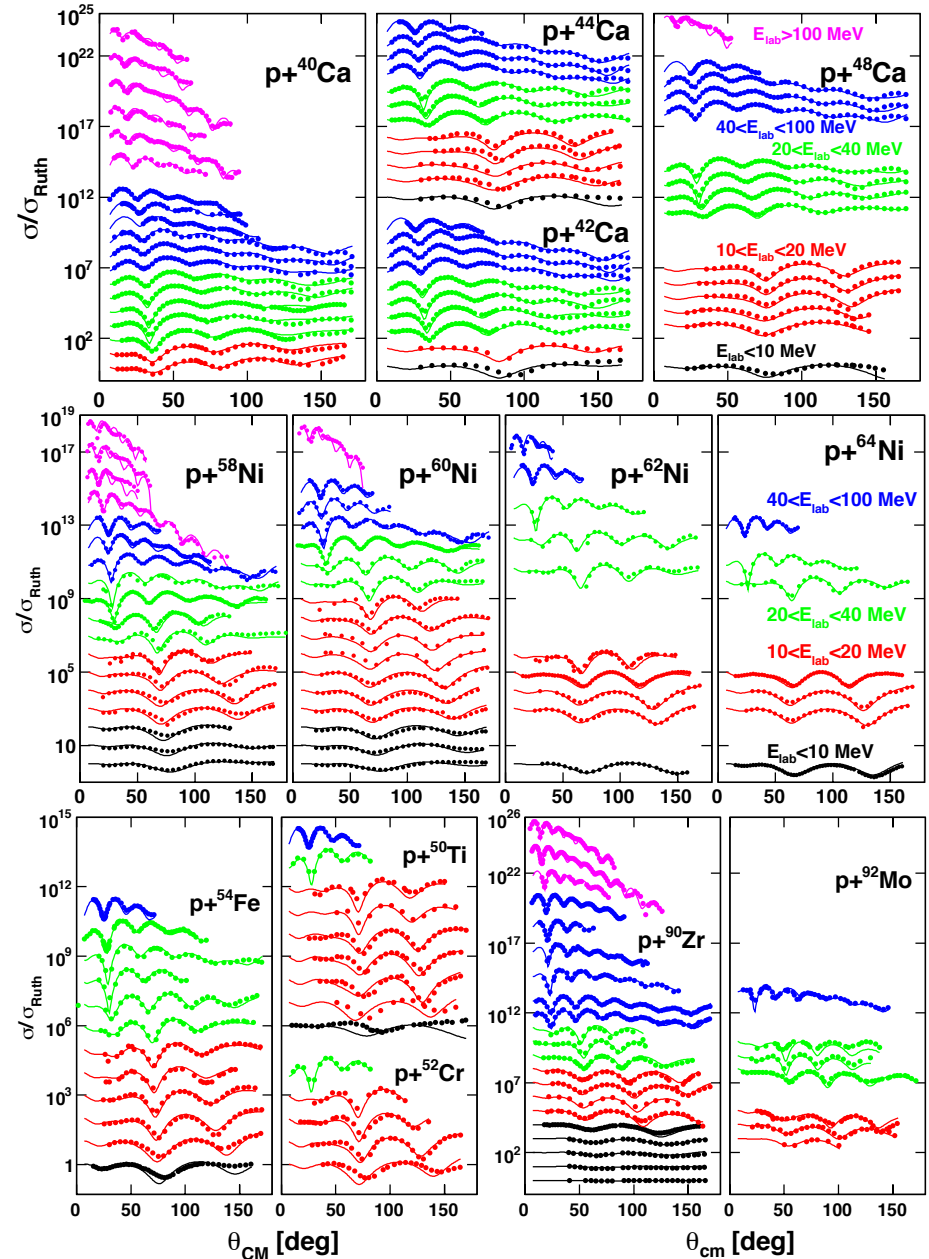 10^25
10^22
10^17
10^12
10^7
10^2
σ/σ_Ruth
p+^40Ca
p+^44Ca
p+^42Ca
E_lab>100 MeV
p+^48Ca
40<E_lab<100 MeV
20<E_lab<40 MeV
10<E_lab<20 MeV
E_lab<10 MeV
0 50 100 150 0 50 100 150 0 50 100 150
10^19
10^17
10^13
10^9
10^5
10
σ/σ_Ruth
p+^58Ni
p+^60Ni
p+^62Ni
p+^64Ni
40<E_lab<100 MeV
20<E_lab<40 MeV
10<E_lab<20 MeV
E_lab<10 MeV
0 50 100 150 0 50 100 150 0 50 100 150 0 50 100 150
10^15
10^12
10^9
10^6
10^3
1
σ/σ_Ruth
p+^54Fe
p+^50Ti
p+^52Cr
10^26
10^22
10^17
10^12
10^7
10^2
p+^90Zr
p+^92Mo
0 50 100 150 0 50 100 150 0 50 100 150 0 50 100 150
θ_CM [deg]
θ_cm [deg]